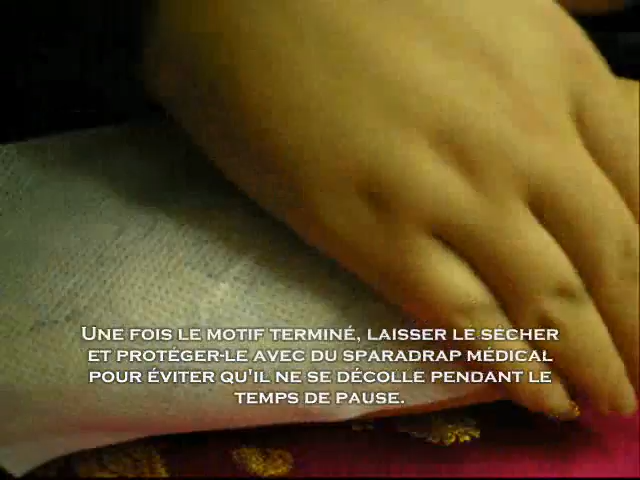 Une fois le motif terminé, laisser le sécher
et protéger-le avec du sparadrap médical
pour éviter qu'il ne se décolle pendant le
temps de pause.